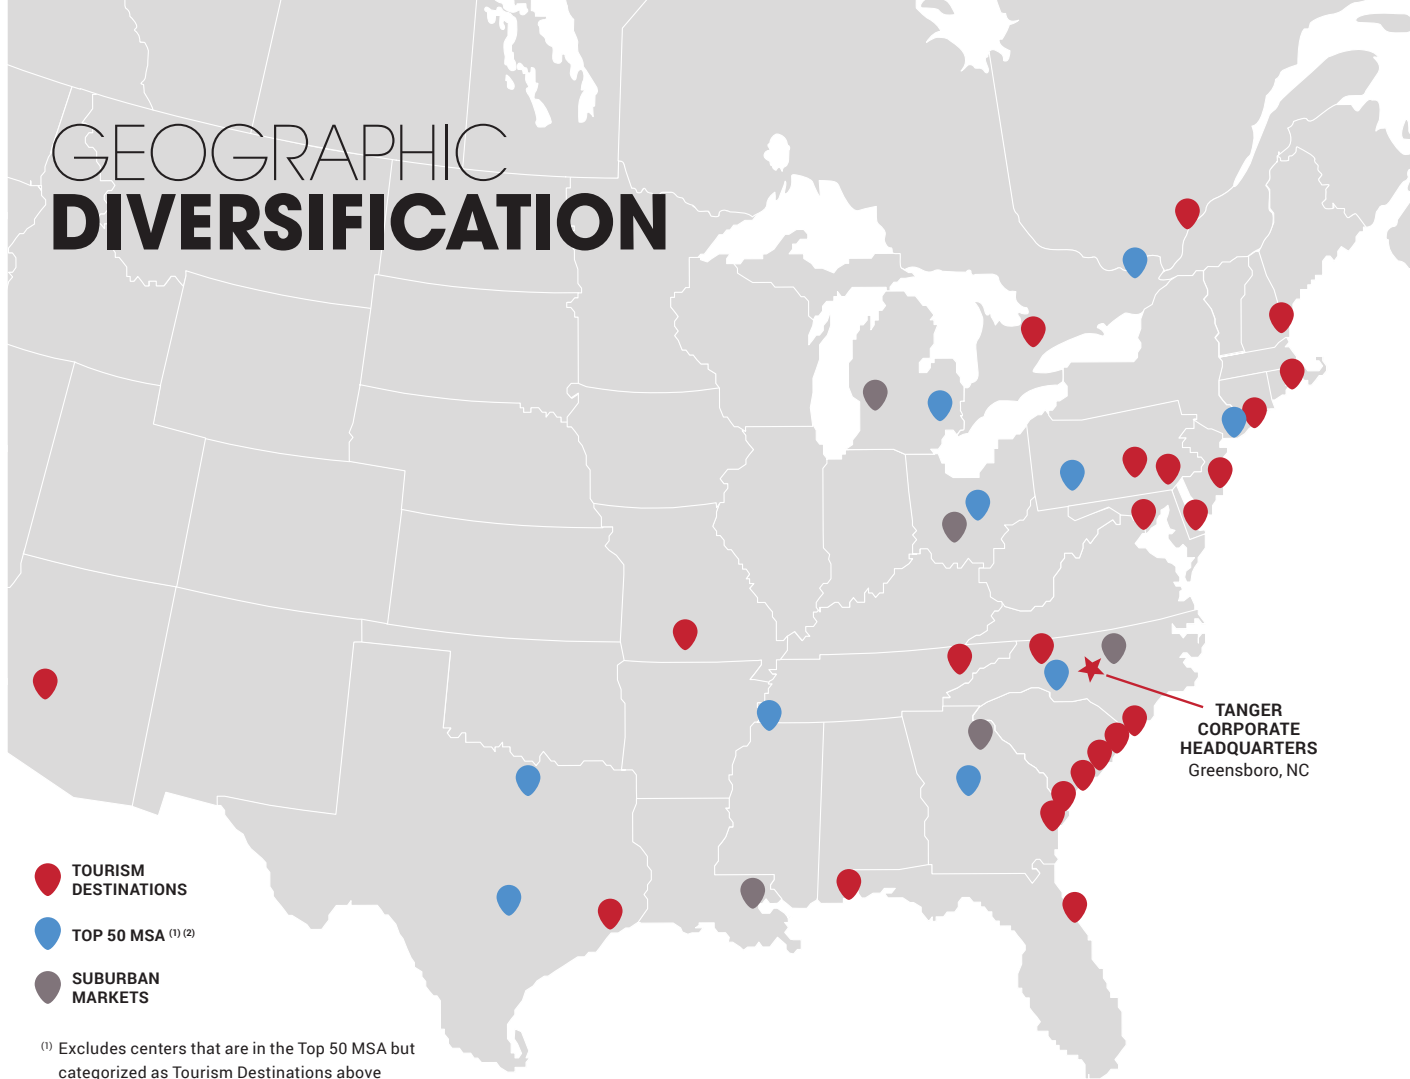 GEOGRAPHIC
DIVERSIFICATION
TANGER
CORPORATE
HEADQUARTERS
Greensboro, NC
TOURISM
DESTINATIONS
TOP 50 MSA (1) (2)
SUBURBAN
MARKETS
(1) Excludes centers that are in the Top 50 MSA but
categorized as Tourism Destinations above